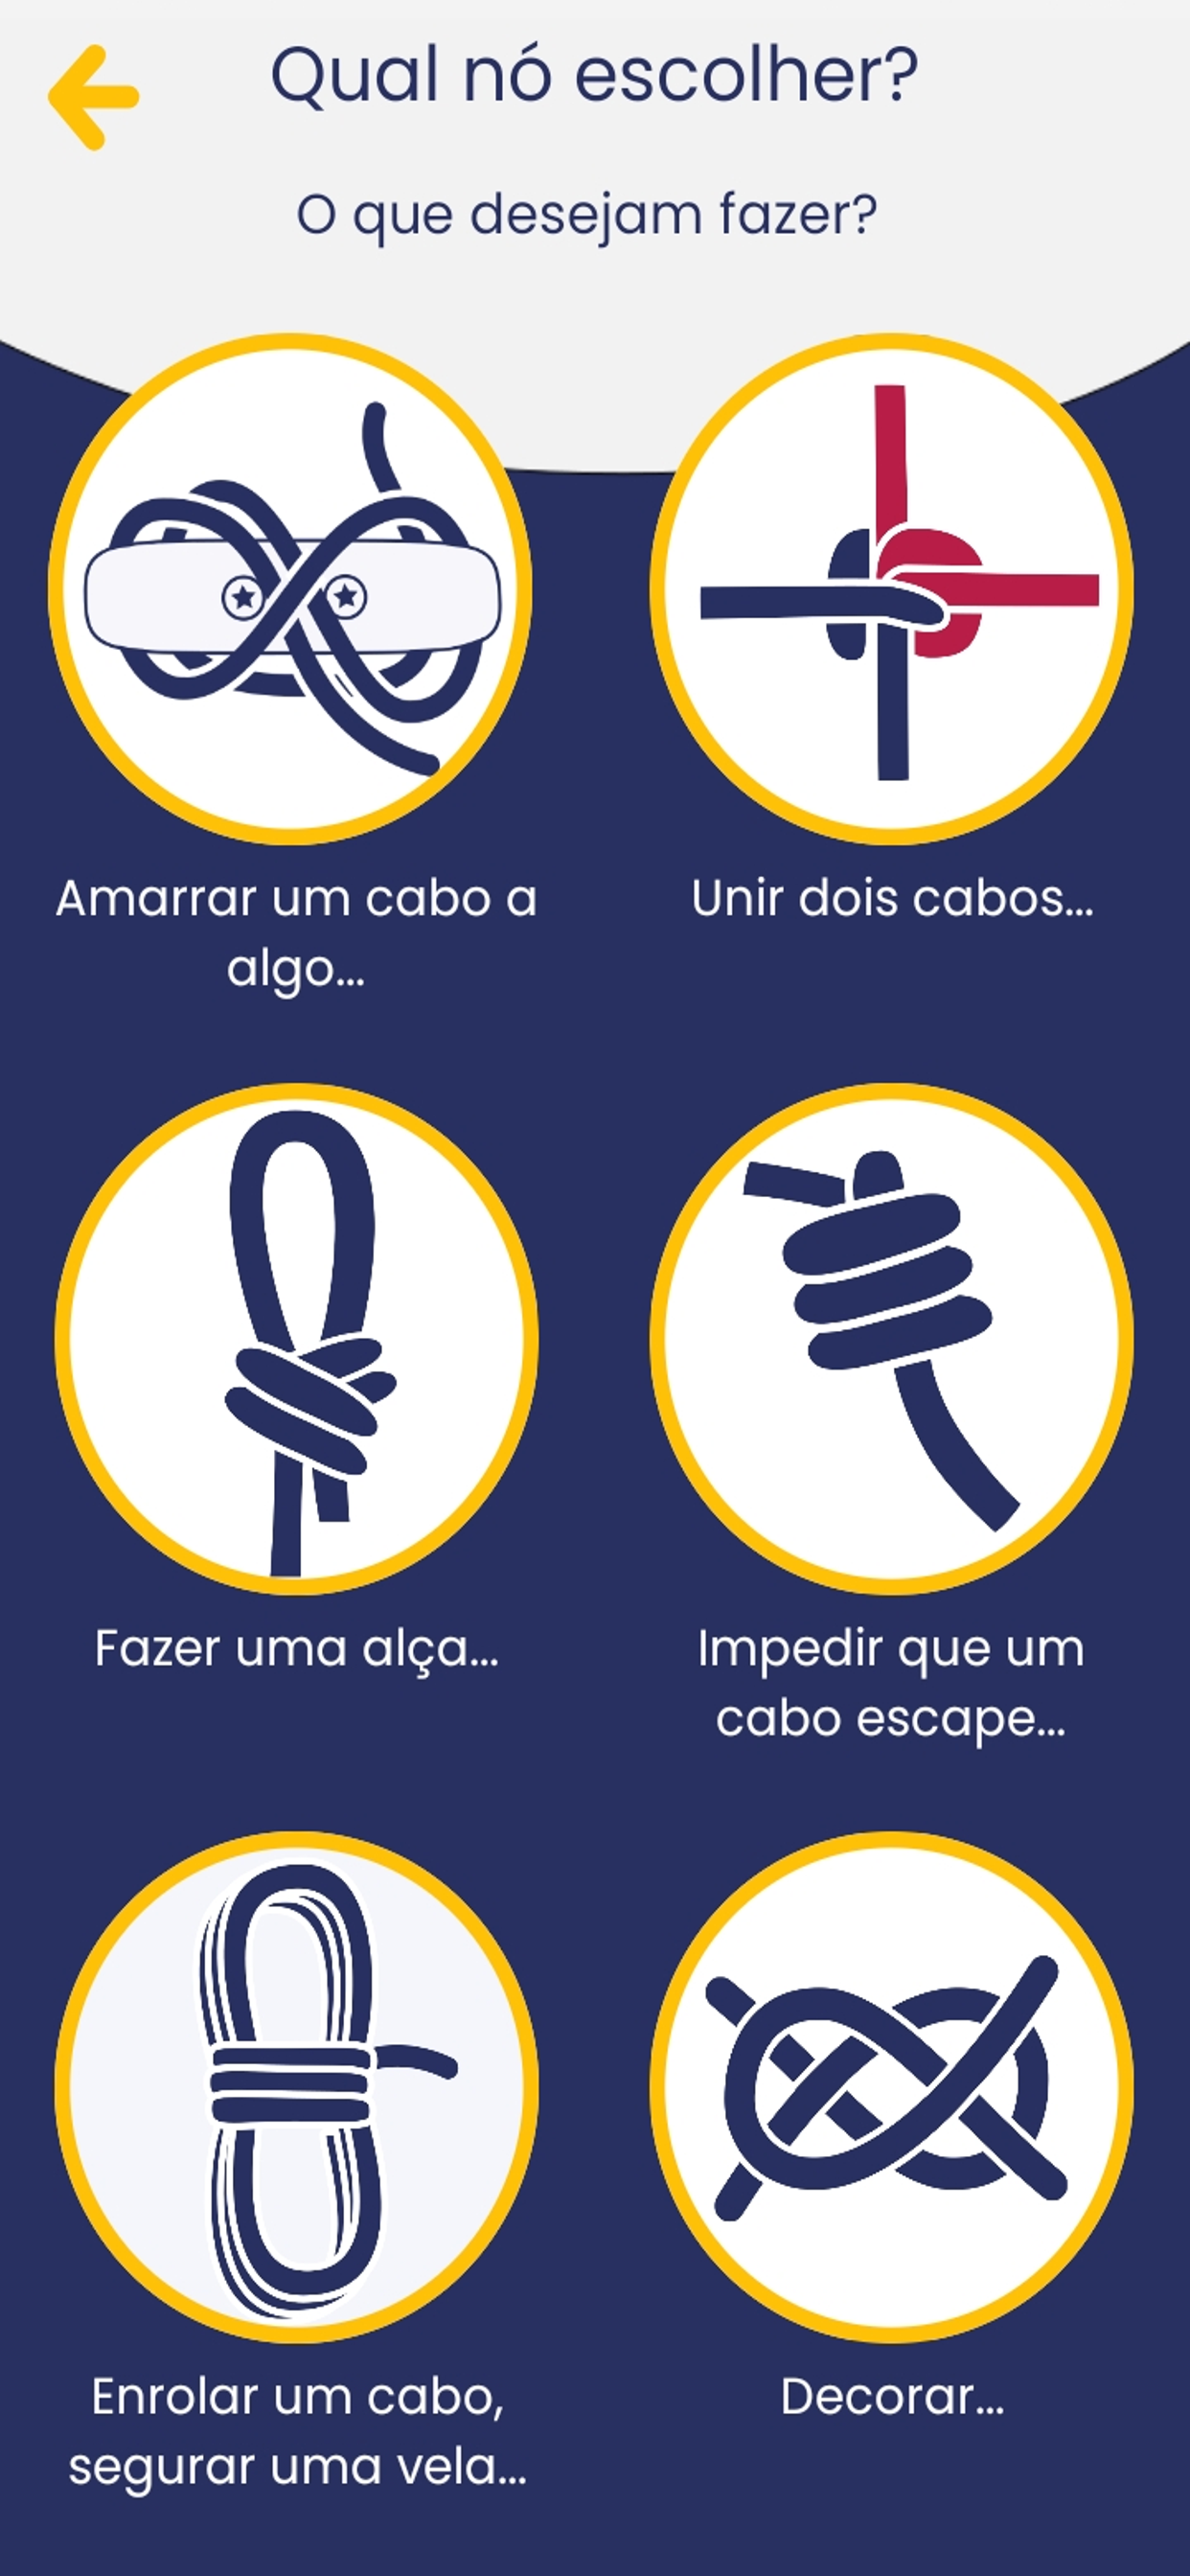 Qual nó escolher?
O que desejam fazer?
Amarrar um cabo a
algo...
Unir dois cabos...
Fazer uma alça...
Impedir que um
cabo escape...
Enrolar um cabo,
segurar uma vela...
Decorar...